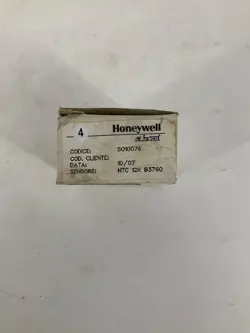 4
Honeywell
CODICE: SO10076
COD. CLIENTE:
DATA: 10/07
SENSORE: NTC 12K B3760